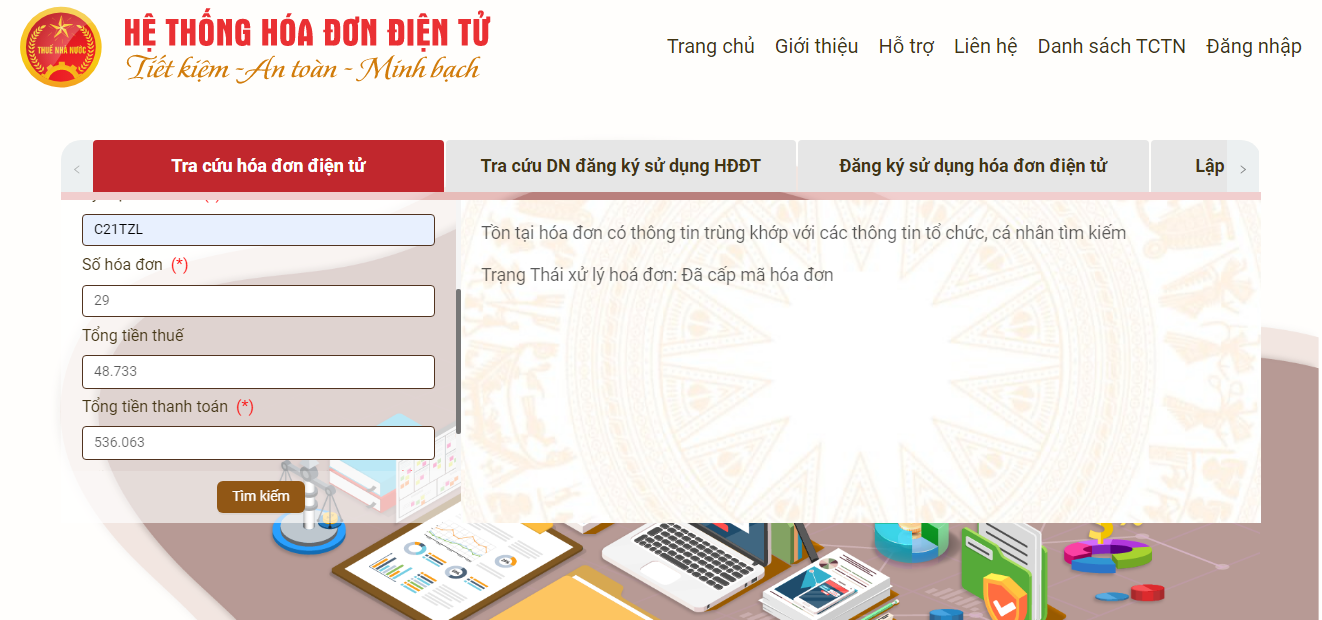 THUẾ NHÀ NƯỚC
HỆ THỐNG HÓA ĐƠN ĐIỆN TỬ
Tiết kiệm - An toàn - Minh bạch
Trang chủ Giới thiệu Hỗ trợ Liên hệ Danh sách TCTN Đăng nhập
< Tra cứu hóa đơn điện tử Tra cứu DN đăng ký sử dụng HĐĐT Đăng ký sử dụng hóa đơn điện tử Lập >
C21TZL
Số hóa đơn (*)
29
Tổng tiền thuế
48.733
Tổng tiền thanh toán (*)
536.063
Tìm kiếm
Tồn tại hóa đơn có thông tin trùng khớp với các thông tin tổ chức, cá nhân tìm kiếm
Trạng Thái xử lý hoá đơn: Đã cấp mã hóa đơn